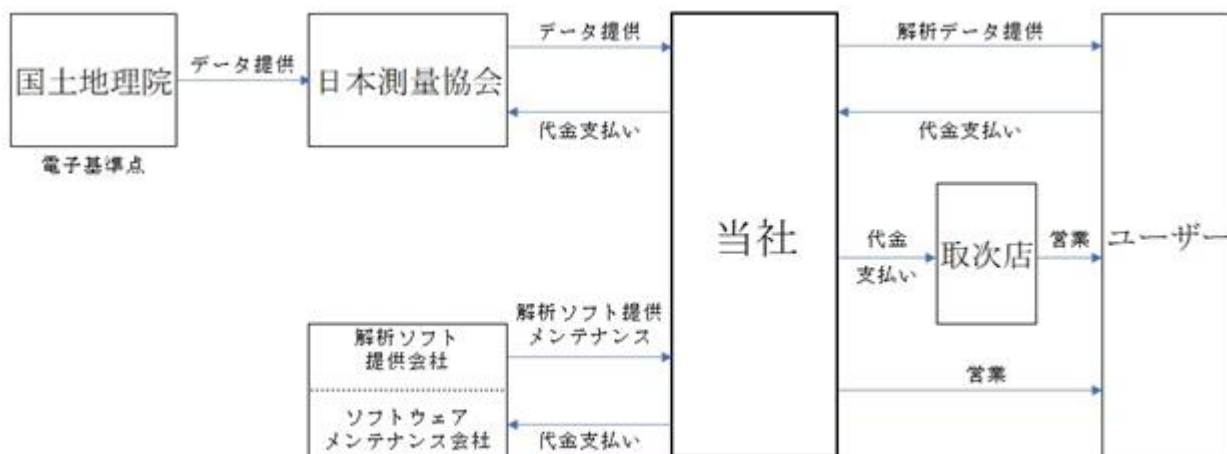 国土地理院
電子基準点
データ提供
日本測量協会
データ提供
代金支払い
解析ソフト
提供会社
ソフトウェア
メンテナンス会社
解析ソフト提供
メンテナンス
代金支払い
当社
解析データ提供
代金支払い
代金
支払い
取次店
営業
営業
ユーザー